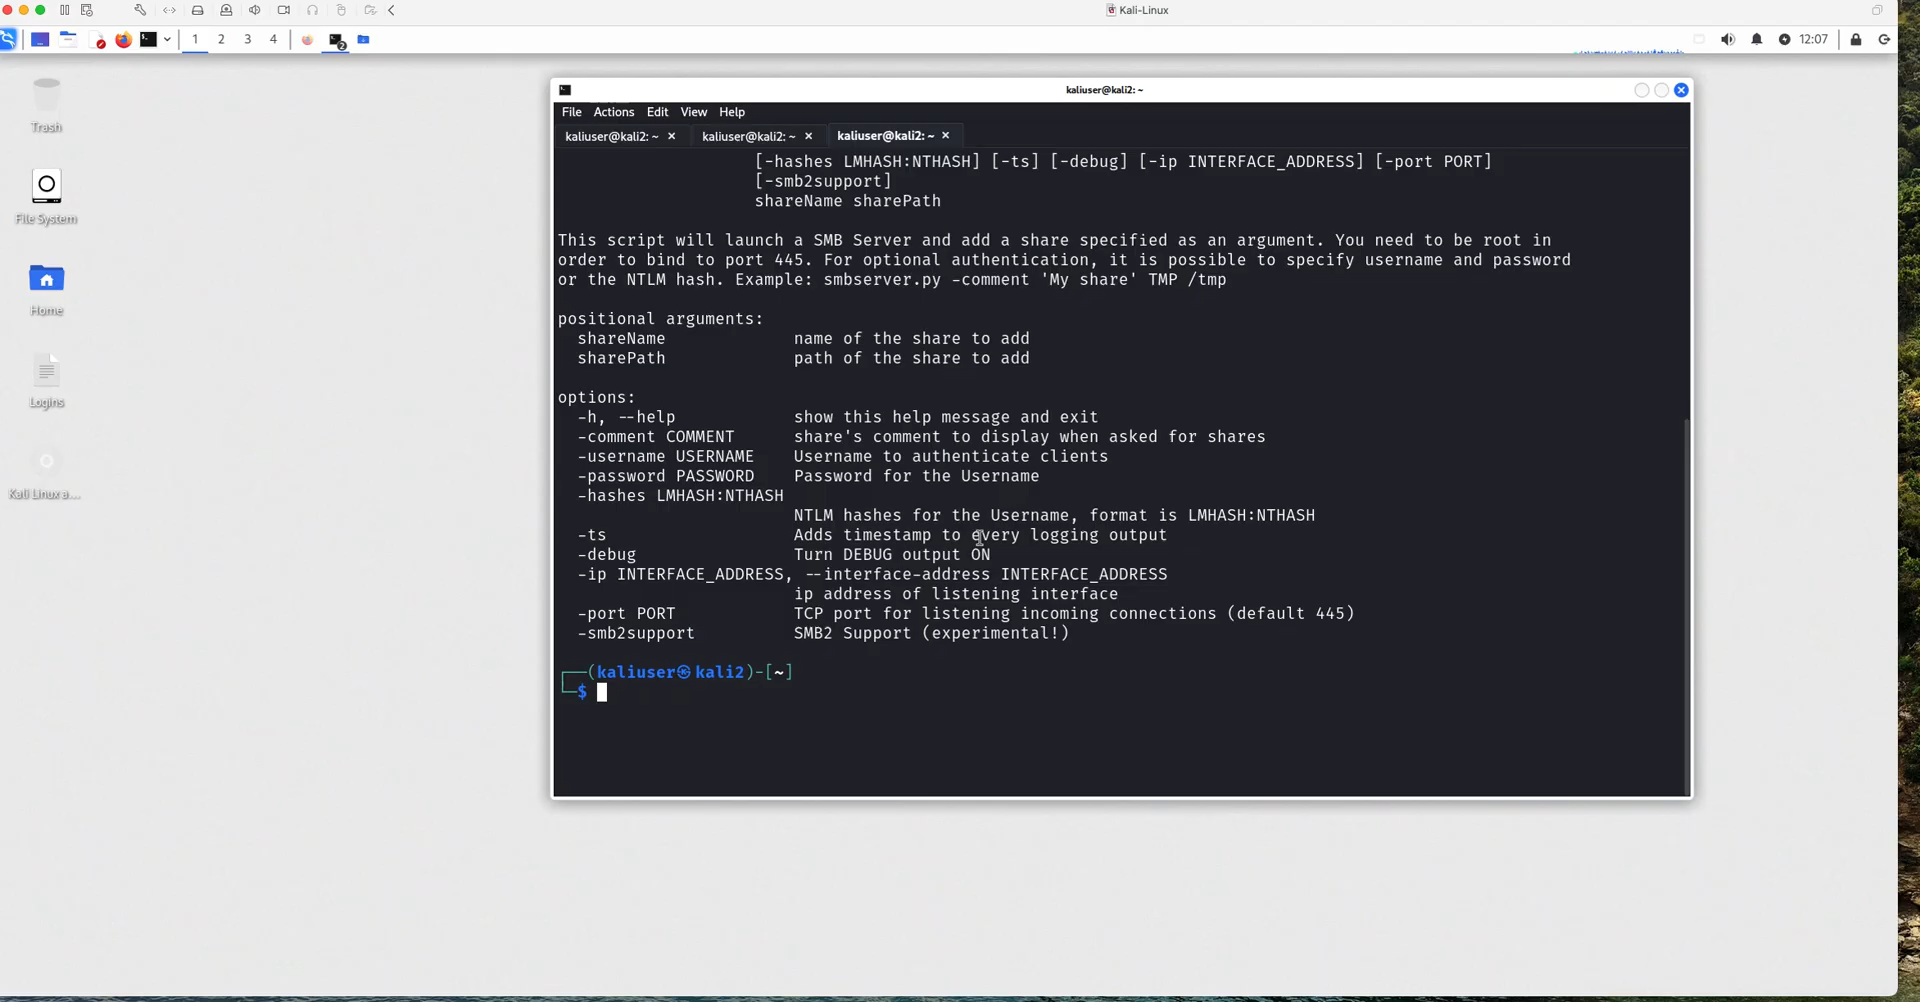 Kali-Linux
1 2 3 4
2
12:07
Trash
File System
Home
Logins
Kali Linux a...
kaliuser@kali2: ~
File Actions Edit View Help
kaliuser@kali2: ~ × kaliuser@kali2: ~ × kaliuser@kali2: ~ ×
[-hashes LMHASH:NTHASH] [-ts] [-debug] [-ip INTERFACE_ADDRESS] [-port PORT]
[-smb2support]
shareName sharePath
This script will launch a SMB Server and add a share specified as an argument. You need to be root in
order to bind to port 445. For optional authentication, it is possible to specify username and password
or the NTLM hash. Example: smbserver.py -comment 'My share' TMP /tmp
positional arguments:
shareName name of the share to add
sharePath path of the share to add
options:
-h, --help show this help message and exit
-comment COMMENT share's comment to display when asked for shares
-username USERNAME Username to authenticate clients
-password PASSWORD Password for the Username
-hashes LMHASH:NTHASH
NTLM hashes for the Username, format is LMHASH:NTHASH
-ts Adds timestamp to every logging output
-debug Turn DEBUG output ON
-ip INTERFACE_ADDRESS, --interface-address INTERFACE_ADDRESS
ip address of listening interface
-port PORT TCP port for listening incoming connections (default 445)
-smb2support SMB2 Support (experimental!)
┌──(kaliuser㉿kali2)-[~]
└─$